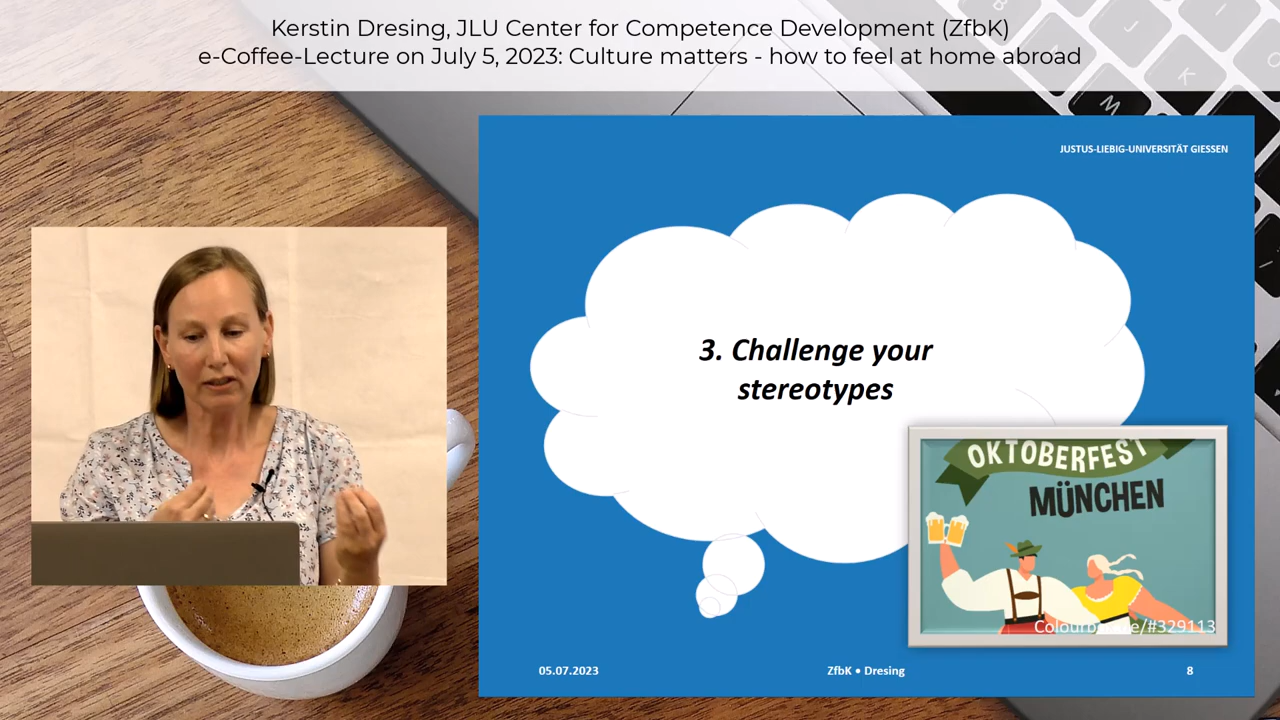 Kerstin Dresing, JLU Center for Competence Development (ZfbK)
e-Coffee-Lecture on July 5, 2023: Culture matters - how to feel at home abroad
JUSTUS-LIEBIG-UNIVERSITÄT GIESSEN
3. Challenge your
stereotypes
OKTOBERFEST
MÜNCHEN
/#329113
05.07.2023
ZfbK • Dresing
8